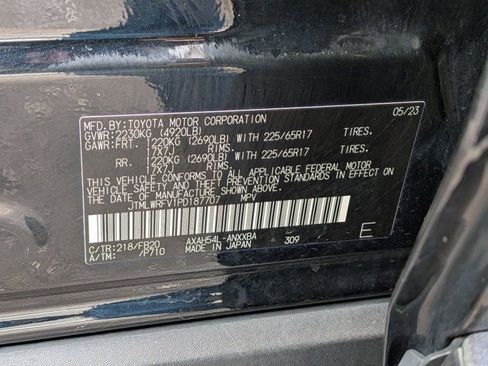 MFD.BY:TOYOTA MOTOR CORPORATION 05/23
GVWR:2230KG (4920LB)
GAWR:FRT. 1220KG (2690LB) WITH 225/65R17 TIRES.
17X7J RIMS.
RR. 1220KG (2690LB) WITH 225/65R17 TIRES.
17X7J RIMS.
THIS VEHICLE CONFORMS TO ALL APPLICABLE FEDERAL MOTOR
VEHICLE SAFETY AND THEFT PREVENTION STANDARDS IN EFFECT ON
THE DATE OF MANUFACTURE SHOWN ABOVE.
JTMLWRFV1PD187707 MPV
C/TR:218/FB20 AXAH54L-ANXXBA 309 E
A/TM: /P710 MADE IN JAPAN